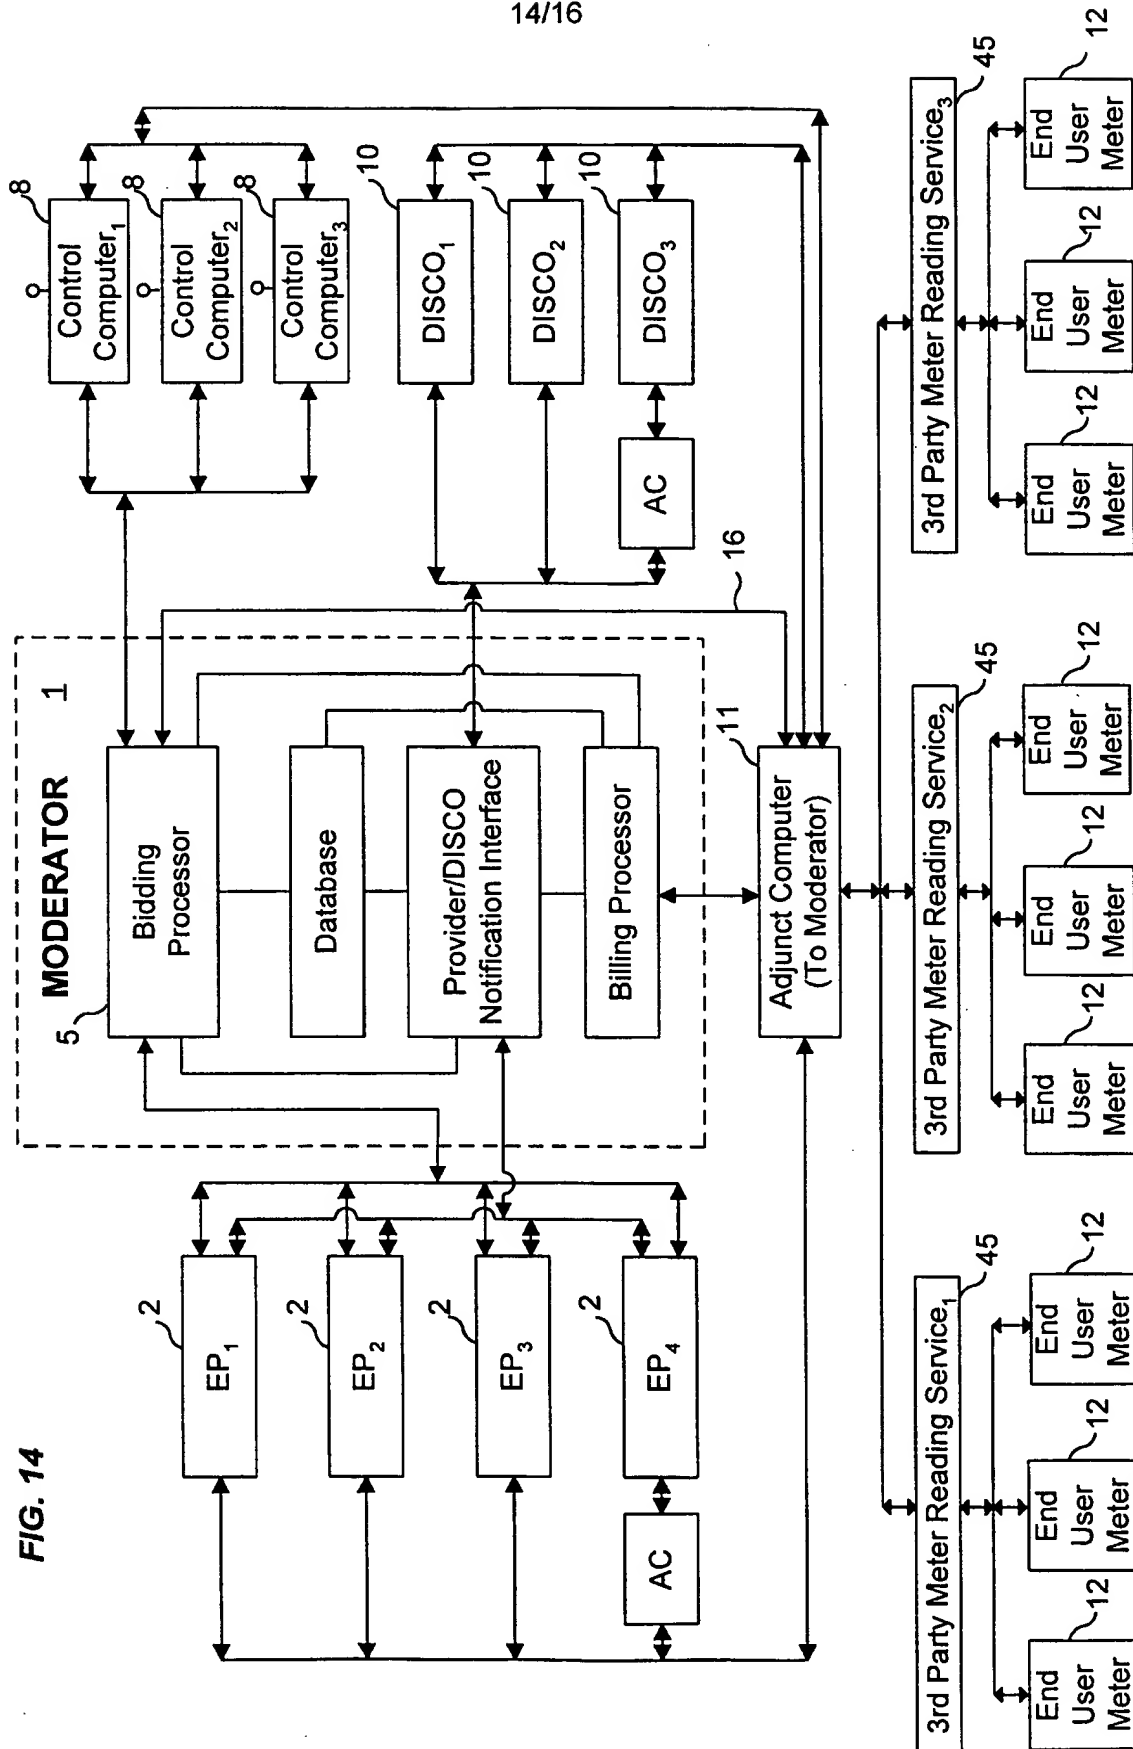 14/16
FIG. 14
MODERATOR
1
5
Bidding
Processor
Database
Provider/DISCO
Notification Interface
Billing Processor
2
EP1
2
EP2
2
EP3
2
EP4
AC
8
Control
Computer1
8
Control
Computer2
8
Control
Computer3
10
DISCO1
10
DISCO2
10
DISCO3
AC
16
11
Adjunct Computer
(To Moderator)
45
3rd Party Meter Reading Service1
45
3rd Party Meter Reading Service2
45
3rd Party Meter Reading Service3
12
End
User
Meter
12
End
User
Meter
12
End
User
Meter
12
End
User
Meter
12
End
User
Meter
12
End
User
Meter
12
End
User
Meter
12
End
User
Meter
12
End
User
Meter